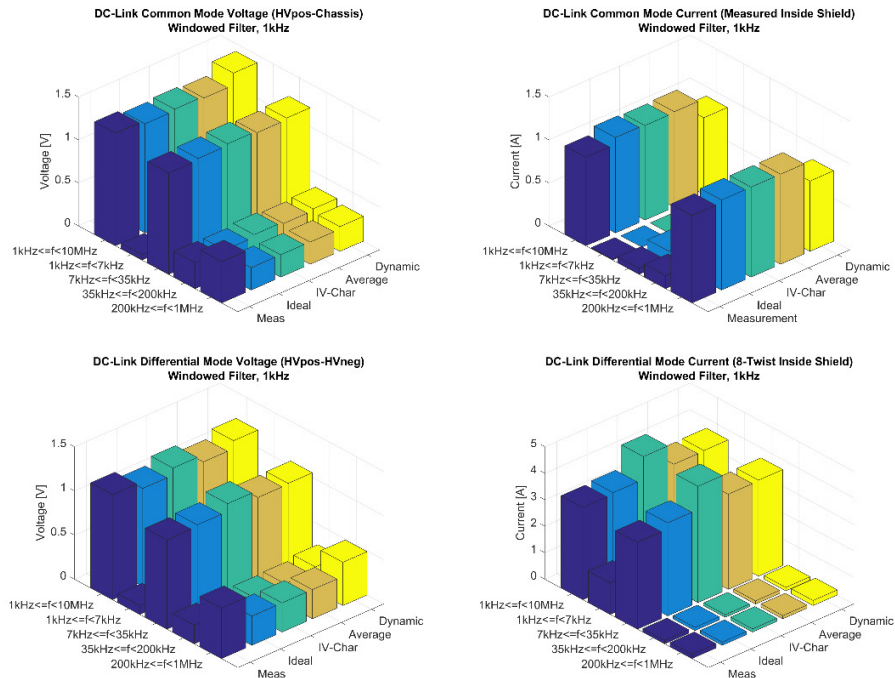 DC-Link Common Mode Voltage (HVpos-Chassis)
Windowed Filter, 1kHz
1.5
1
0.5
0
Voltage [V]
1kHz<=f<10MHz
1kHz<=f<7kHz
7kHz<=f<35kHz
35kHz<=f<200kHz
200kHz<=f<1MHz
Meas
Ideal
IV-Char
Average
Dynamic
DC-Link Common Mode Current (Measured Inside Shield)
Windowed Filter, 1kHz
1.5
1
0.5
0
Current [A]
1kHz<=f<10MHz
1kHz<=f<7kHz
7kHz<=f<35kHz
35kHz<=f<200kHz
200kHz<=f<1MHz
Measurement
Ideal
IV-Char
Average
Dynamic
DC-Link Differential Mode Voltage (HVpos-HVneg)
Windowed Filter, 1kHz
1.5
1
0.5
0
Voltage [V]
1kHz<=f<10MHz
1kHz<=f<7kHz
7kHz<=f<35kHz
35kHz<=f<200kHz
200kHz<=f<1MHz
Meas
Ideal
IV-Char
Average
Dynamic
DC-Link Differential Mode Current (8-Twist Inside Shield)
Windowed Filter, 1kHz
5
4
3
2
1
0
Current [A]
1kHz<=f<10MHz
1kHz<=f<7kHz
7kHz<=f<35kHz
35kHz<=f<200kHz
200kHz<=f<1MHz
Meas
Ideal
IV-Char
Average
Dynamic